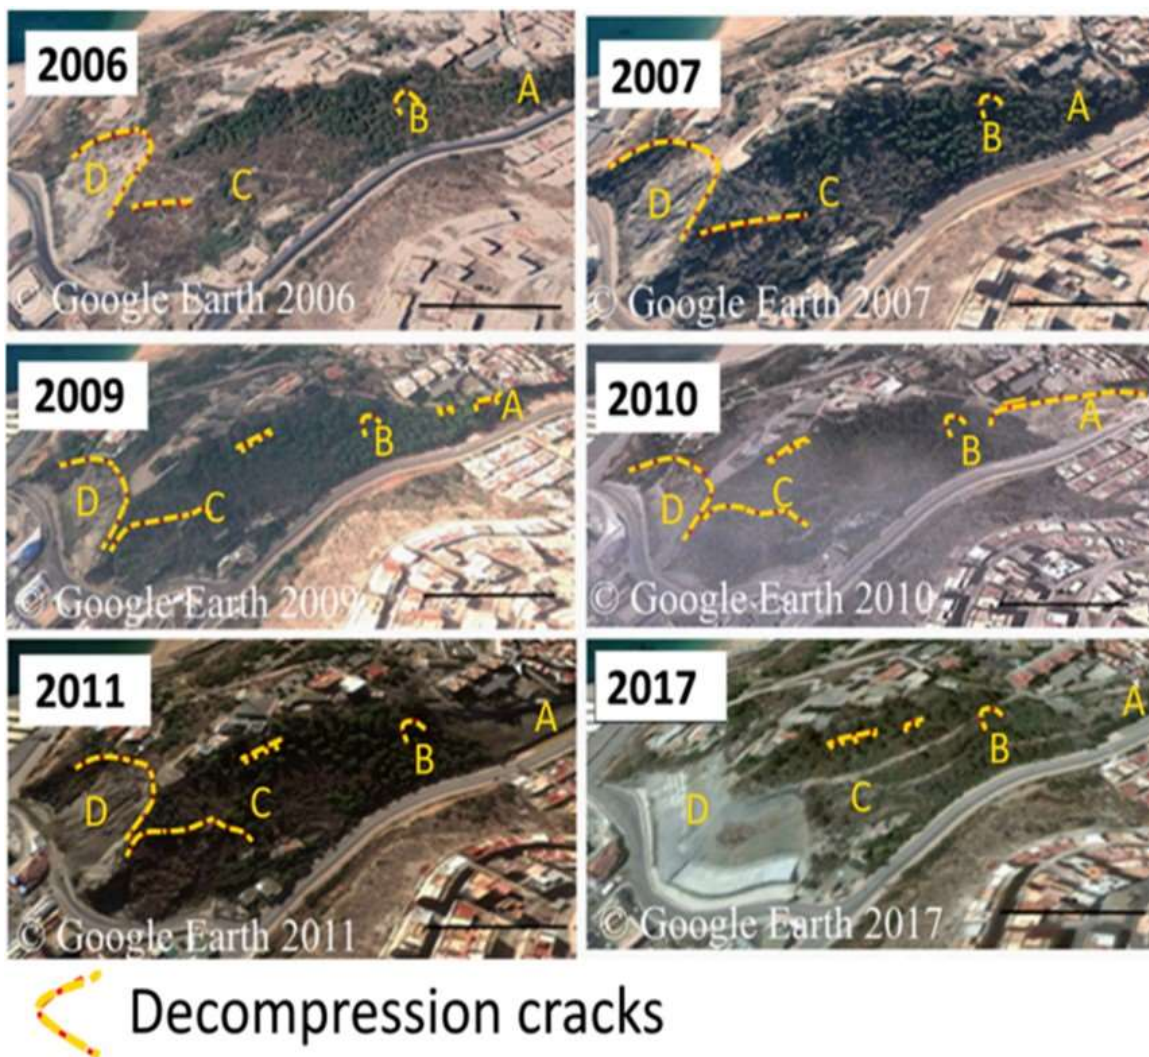 2006
A
B
D
C
© Google Earth 2006
2007
A
B
D
C
© Google Earth 2007
2009
A
B
D
C
© Google Earth 2009
2010
A
B
C
D
© Google Earth 2010
2011
A
B
D
C
© Google Earth 2011
2017
A
B
D
C
© Google Earth 2017
Decompression cracks